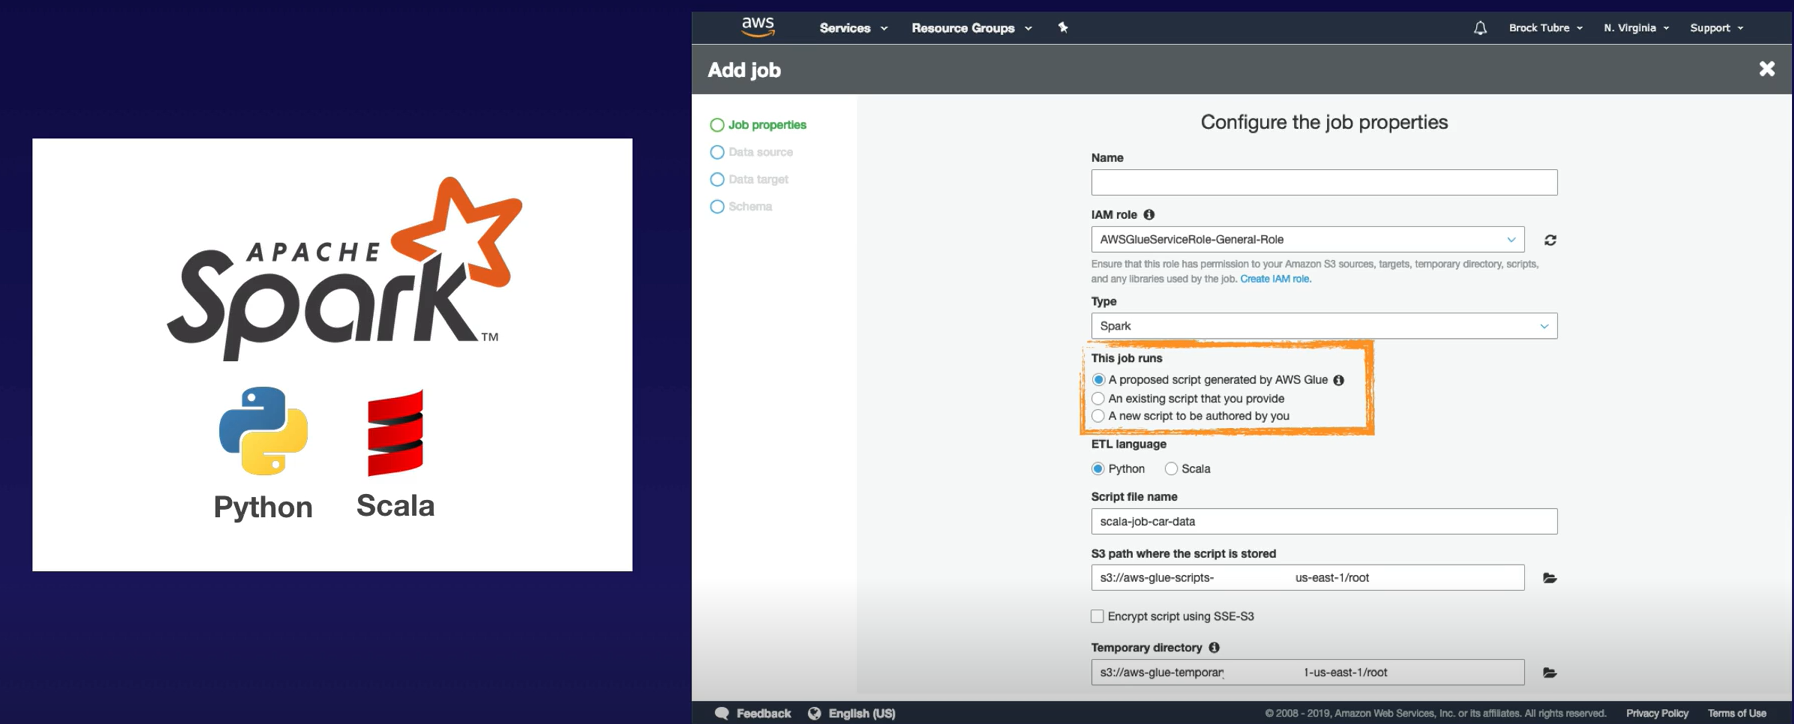 APACHE
Spark™
Python
Scala
aws
Services
Resource Groups
Brock Tubre
N. Virginia
Support
Add job
Job properties
Data source
Data target
Schema
Configure the job properties
Name
IAM role
AWSGlueServiceRole-General-Role
Ensure that this role has permission to your Amazon S3 sources, targets, temporary directory, scripts,
and any libraries used by the job. Create IAM role.
Type
Spark
This job runs
A proposed script generated by AWS Glue
An existing script that you provide
A new script to be authored by you
ETL language
Python
Scala
Script file name
scala-job-car-data
S3 path where the script is stored
s3://aws-glue-scripts- us-east-1/root
Encrypt script using SSE-S3
Temporary directory
s3://aws-glue-temporary 1-us-east-1/root
Feedback
English (US)
© 2008 - 2019, Amazon Web Services, Inc. or its affiliates. All rights reserved.
Privacy Policy
Terms of Use